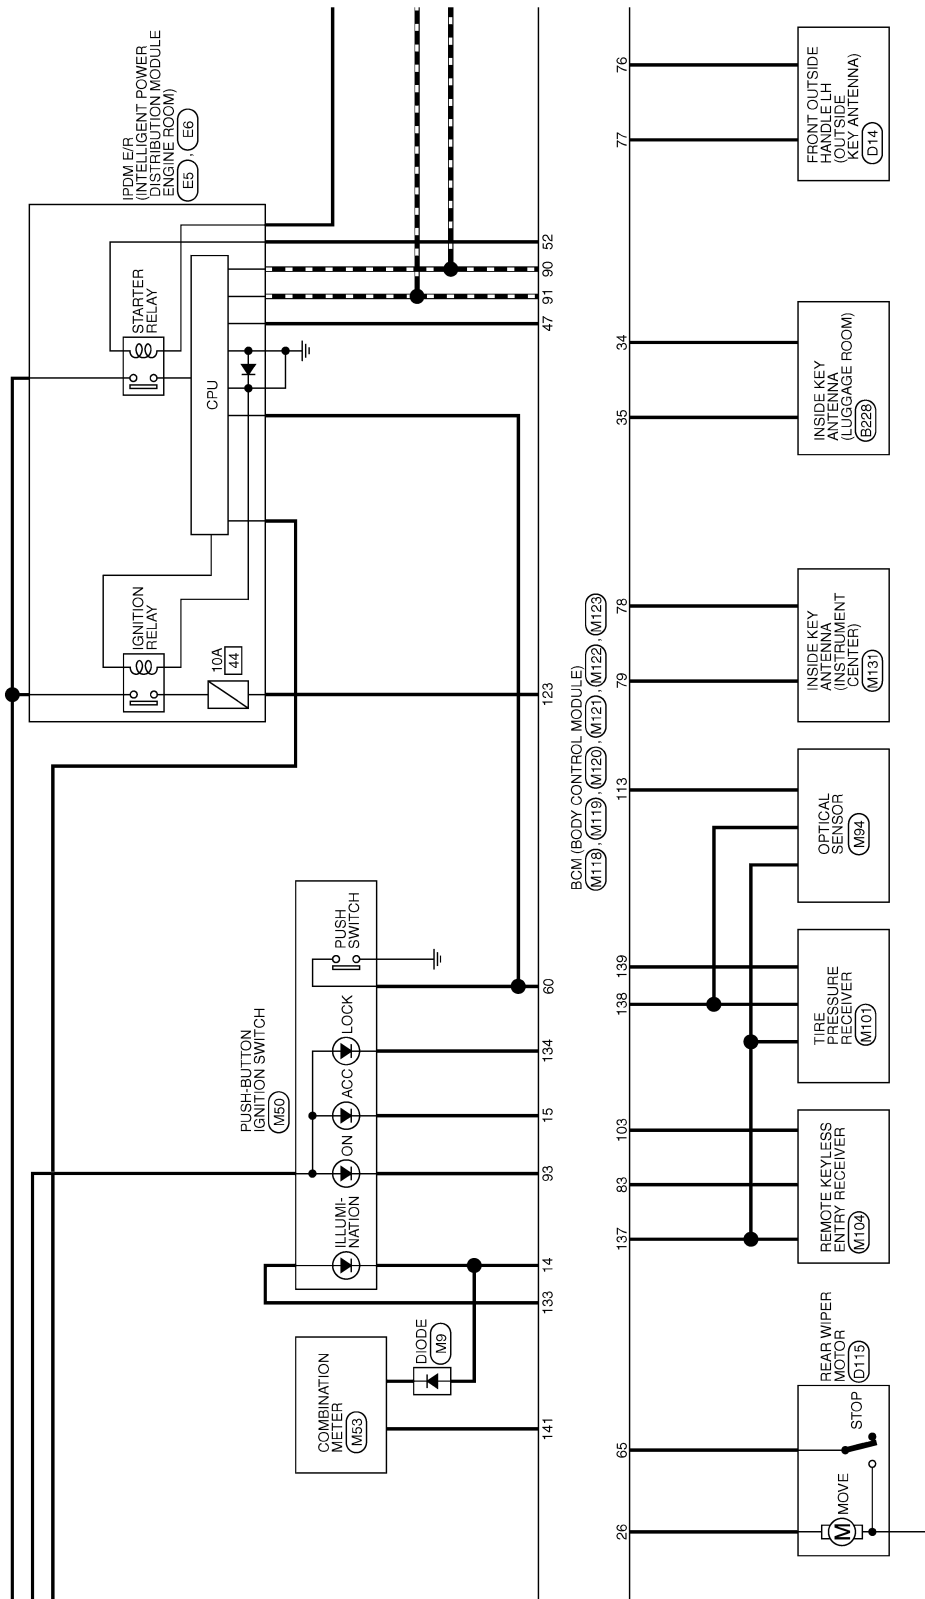 IPDM E/R
(INTELLIGENT POWER
DISTRIBUTION MODULE
ENGINE ROOM)
E5 , E6
STARTER
RELAY
CPU
IGNITION
RELAY
10A
44
52
90
91
47
123
60
134
15
93
14
133
141
PUSH-BUTTON
IGNITION SWITCH
M50
PUSH
SWITCH
LOCK
ACC
ON
ILLUMI-
NATION
COMBINATION
METER
M53
DIODE
M9
BCM (BODY CONTROL MODULE)
M118 , M119 , M120 , M121 , M122 , M123
76
77
34
35
78
79
113
139
138
103
83
137
65
26
FRONT OUTSIDE
HANDLE LH
(OUTSIDE
KEY ANTENNA)
D14
INSIDE KEY
ANTENNA
(LUGGAGE ROOM)
B228
INSIDE KEY
ANTENNA
(INSTRUMENT
CENTER)
M131
OPTICAL
SENSOR
M94
TIRE
PRESSURE
RECEIVER
M101
REMOTE KEYLESS
ENTRY RECEIVER
M104
REAR WIPER
MOTOR
D115
STOP
MOVE
M